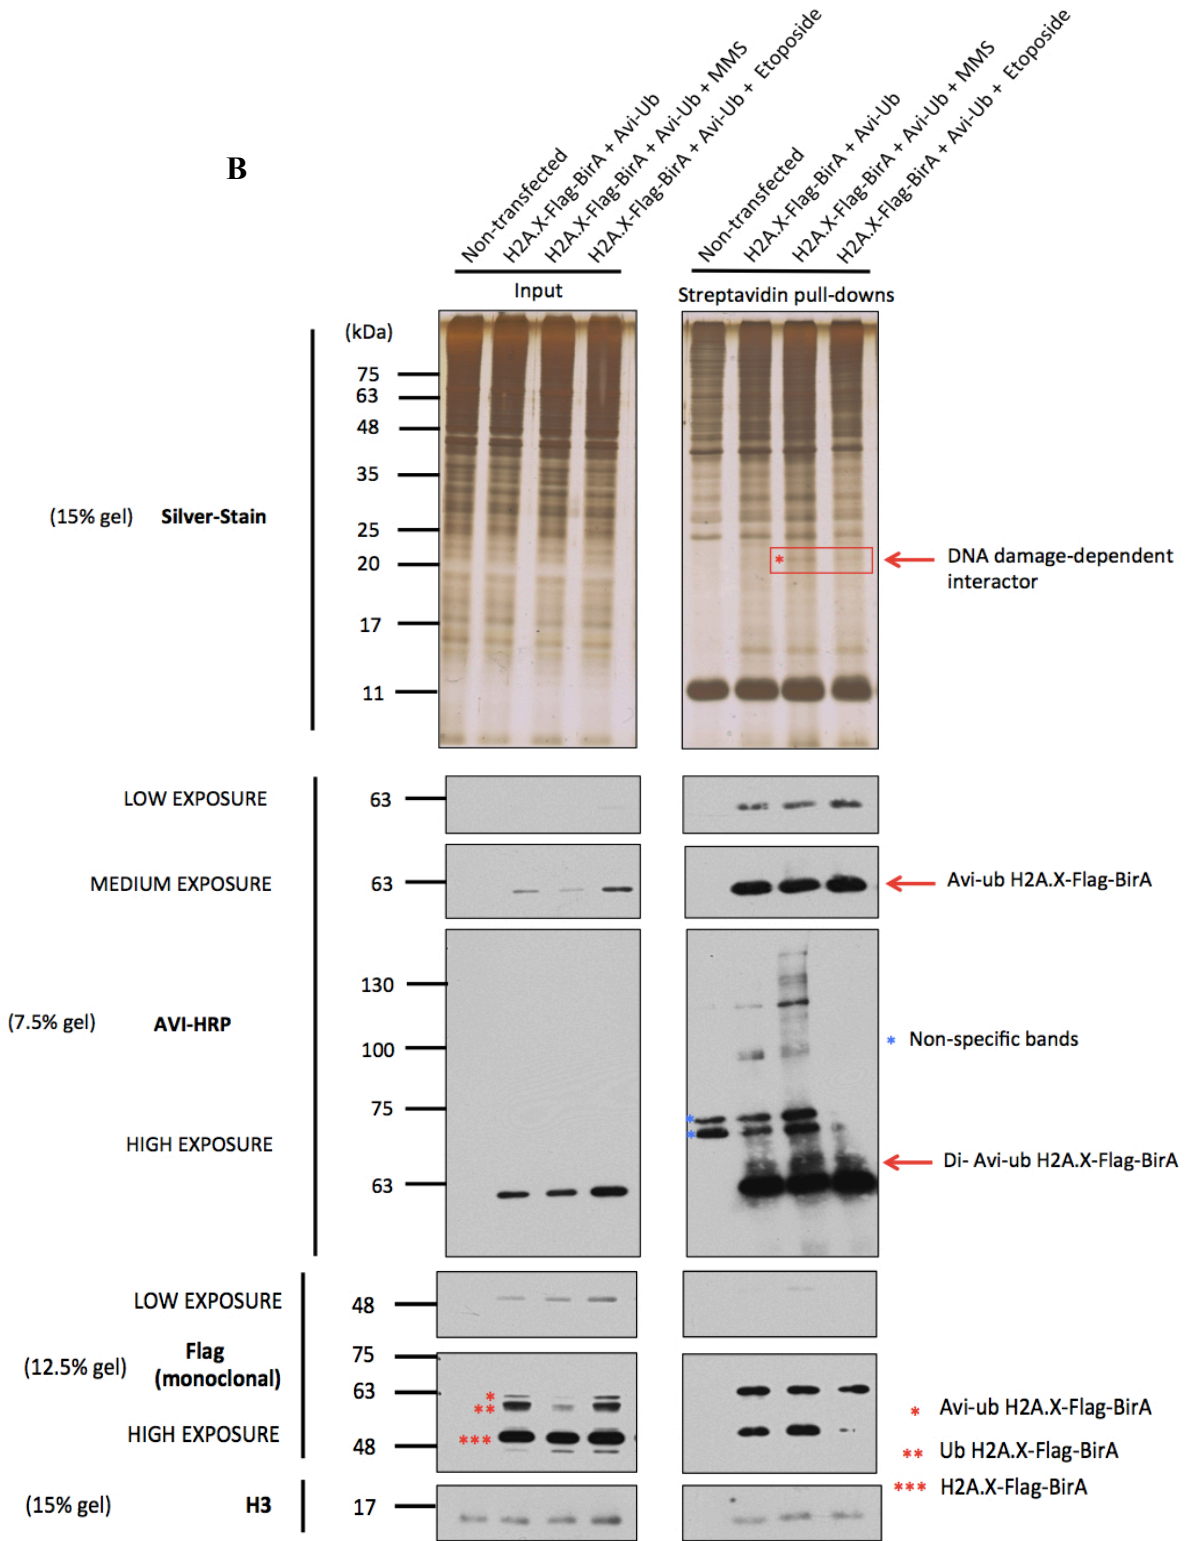 B
Non-transfected
H2A.X-Flag-BirA + Avi-Ub
H2A.X-Flag-BirA + Avi-Ub + MMS
H2A.X-Flag-BirA + Avi-Ub + Etoposide
Non-transfected
H2A.X-Flag-BirA + Avi-Ub
H2A.X-Flag-BirA + Avi-Ub + MMS
H2A.X-Flag-BirA + Avi-Ub + Etoposide
Input
Streptavidin pull-downs
(kDa)
75
63
48
35
(15% gel) Silver-Stain
25
20
* DNA damage-dependent
interactor
17
11
LOW EXPOSURE 63
MEDIUM EXPOSURE 63
Avi-ub H2A.X-Flag-BirA
130
(7.5% gel) AVI-HRP
100
* Non-specific bands
75
*
*
HIGH EXPOSURE
Di- Avi-ub H2A.X-Flag-BirA
63
LOW EXPOSURE 48
Flag
(12.5% gel) (monoclonal)
75
63
*
**
HIGH EXPOSURE
***
48
* Avi-ub H2A.X-Flag-BirA
** Ub H2A.X-Flag-BirA
*** H2A.X-Flag-BirA
(15% gel) H3 17